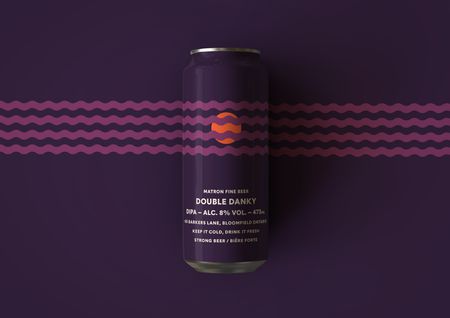 MATRON FINE BEER
DOUBLE DANKY
DIPA – ALC. 8% VOL. – 473mL
BARKERS LANE, BLOOMFIELD ONTARIO
KEEP IT COLD, DRINK IT FRESH
STRONG BEER / BIÈRE FORTE